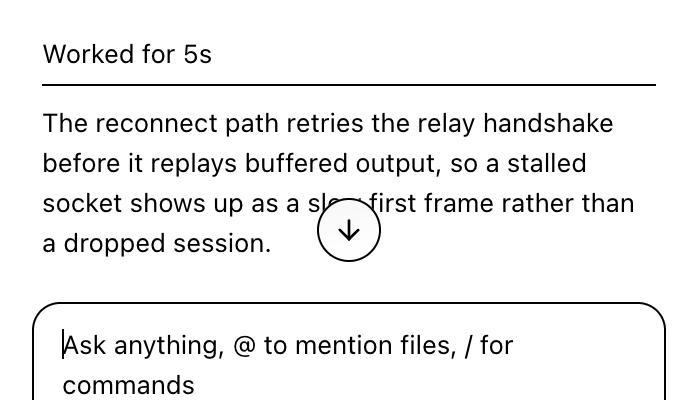 Worked for 5s
The reconnect path retries the relay handshake
before it replays buffered output, so a stalled
socket shows up as a slow first frame rather than
a dropped session.
Ask anything, @ to mention files, / for
commands